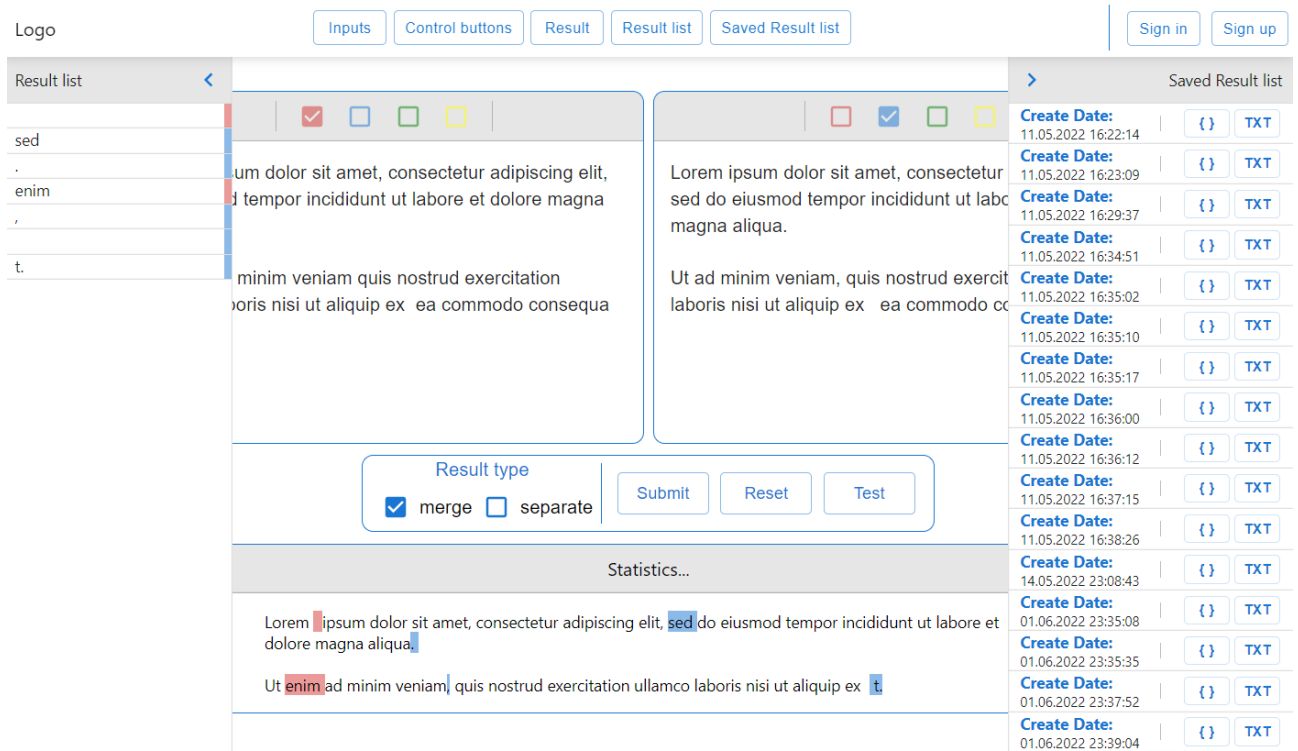 Logo
Inputs
Control buttons
Result
Result list
Saved Result list
Sign in
Sign up
Result list
sed
.
enim
,
t.
um dolor sit amet, consectetur adipiscing elit,
tempor incididunt ut labore et dolore magna
minim veniam quis nostrud exercitation
boris nisi ut aliquip ex  ea commodo consequa
Lorem ipsum dolor sit amet, consectetur
sed do eiusmod tempor incididunt ut labo
magna aliqua.
Ut ad minim veniam, quis nostrud exercit
laboris nisi ut aliquip ex   ea commodo co
Result type
merge
separate
Submit
Reset
Test
Statistics...
Lorem  ipsum dolor sit amet, consectetur adipiscing elit, sed do eiusmod tempor incididunt ut labore et
dolore magna aliqua.
Ut enim ad minim veniam, quis nostrud exercitation ullamco laboris nisi ut aliquip ex   t.
Saved Result list
Create Date:
11.05.2022 16:22:14
{ } TXT
Create Date:
11.05.2022 16:23:09
{ } TXT
Create Date:
11.05.2022 16:29:37
{ } TXT
Create Date:
11.05.2022 16:34:51
{ } TXT
Create Date:
11.05.2022 16:35:02
{ } TXT
Create Date:
11.05.2022 16:35:10
{ } TXT
Create Date:
11.05.2022 16:35:17
{ } TXT
Create Date:
11.05.2022 16:36:00
{ } TXT
Create Date:
11.05.2022 16:36:12
{ } TXT
Create Date:
11.05.2022 16:37:15
{ } TXT
Create Date:
11.05.2022 16:38:26
{ } TXT
Create Date:
14.05.2022 23:08:43
{ } TXT
Create Date:
01.06.2022 23:35:08
{ } TXT
Create Date:
01.06.2022 23:35:35
{ } TXT
Create Date:
01.06.2022 23:37:52
{ } TXT
Create Date:
01.06.2022 23:39:04
{ } TXT